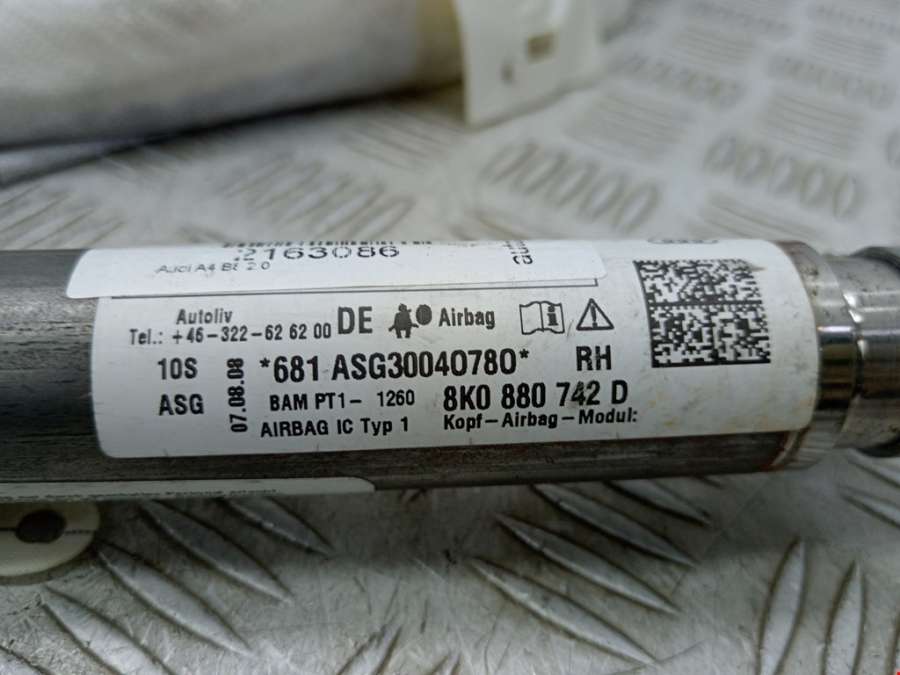 2163086
Audi A4 B8 2 0
Autoliv
Tel.: +46-322-62 62 00 DE Airbag
10S *681 ASG30040780* RH
ASG 07.08.08 BAM PT1- 1260 8K0 880 742 D
AIRBAG IC Typ 1 Kopf-Airbag-Modul: